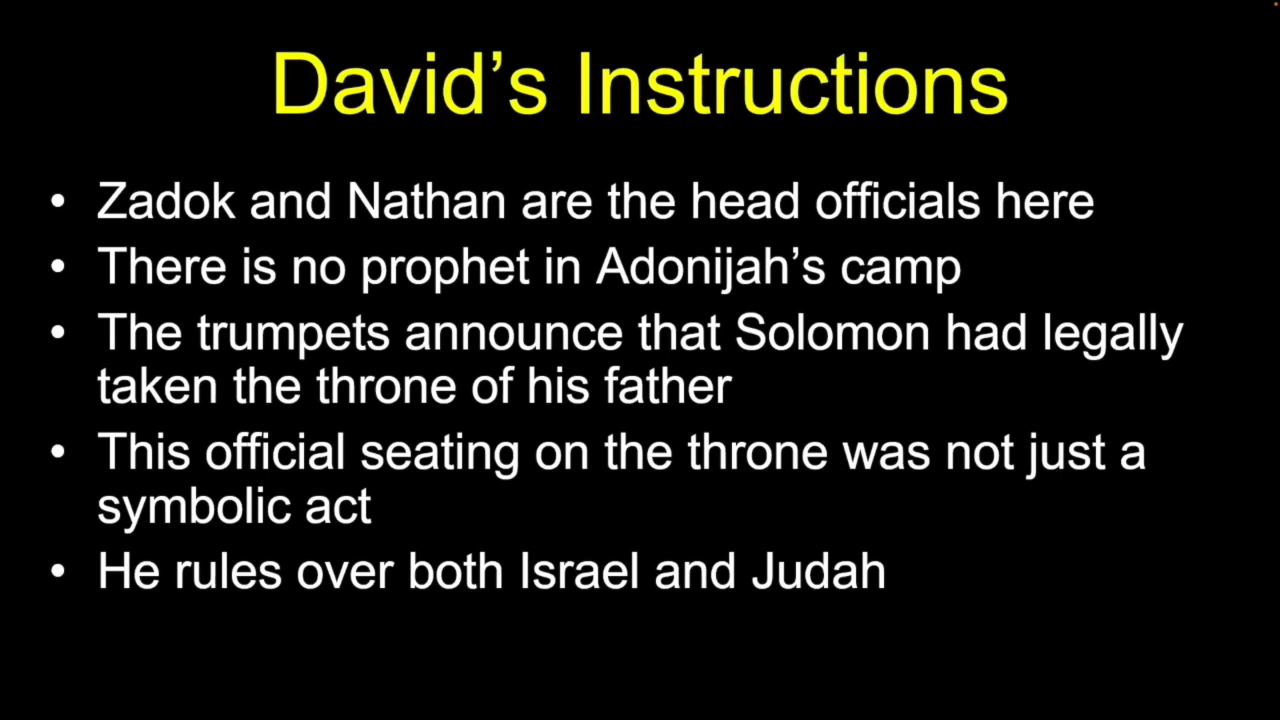 David’s Instructions
• Zadok and Nathan are the head officials here
• There is no prophet in Adonijah’s camp
• The trumpets announce that Solomon had legally
taken the throne of his father
• This official seating on the throne was not just a
symbolic act
• He rules over both Israel and Judah